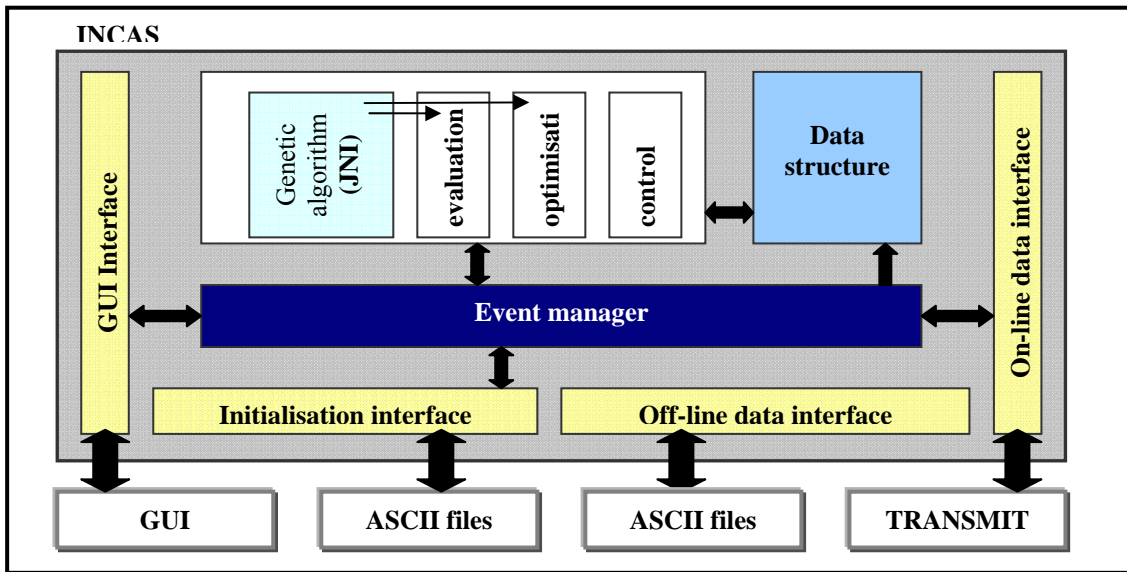 INCAS
GUI Interface
Genetic
algorithm
(JNI)
evaluation
optimisati
control
Data
structure
On-line data interface
Event manager
Initialisation interface
Off-line data interface
GUI
ASCII files
ASCII files
TRANSMIT